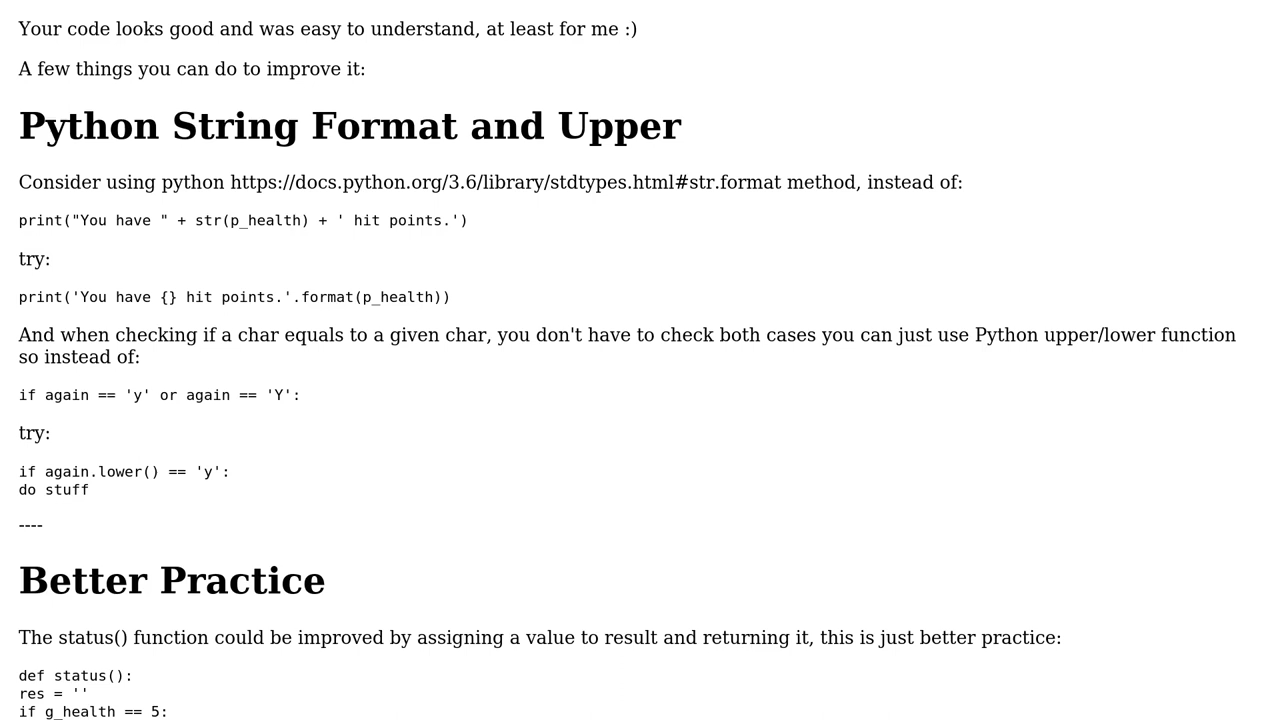 Your code looks good and was easy to understand, at least for me :)
A few things you can do to improve it:
Python String Format and Upper
Consider using python https://docs.python.org/3.6/library/stdtypes.html#str.format method, instead of:
print("You have " + str(p_health) + ' hit points.')
try:
print('You have {} hit points.'.format(p_health))
And when checking if a char equals to a given char, you don't have to check both cases you can just use Python upper/lower function
so instead of:
if again == 'y' or again == 'Y':
try:
if again.lower() == 'y':
do stuff
----
Better Practice
The status() function could be improved by assigning a value to result and returning it, this is just better practice:
def status():
res = ''
if g_health == 5: